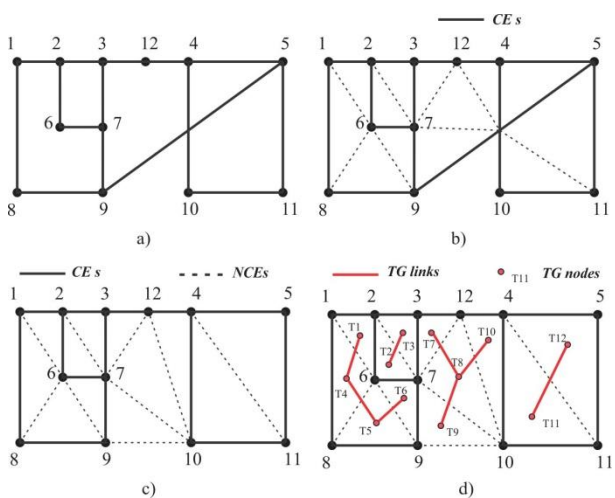 CE s
1 2 3 12 4 5
6 7
8 9 10 11
a)
1 2 3 12 4 5
6 7
8 9 10 11
b)
CE s NCEs
1 2 3 12 4 5
6 7
8 9 10 11
c)
TG links T11 TG nodes
1 2 3 12 4 5
T1 T2 T3 T7 T10 T12
6 7 T8
T4 T6
T5 T9 T11
8 9 10 11
d)